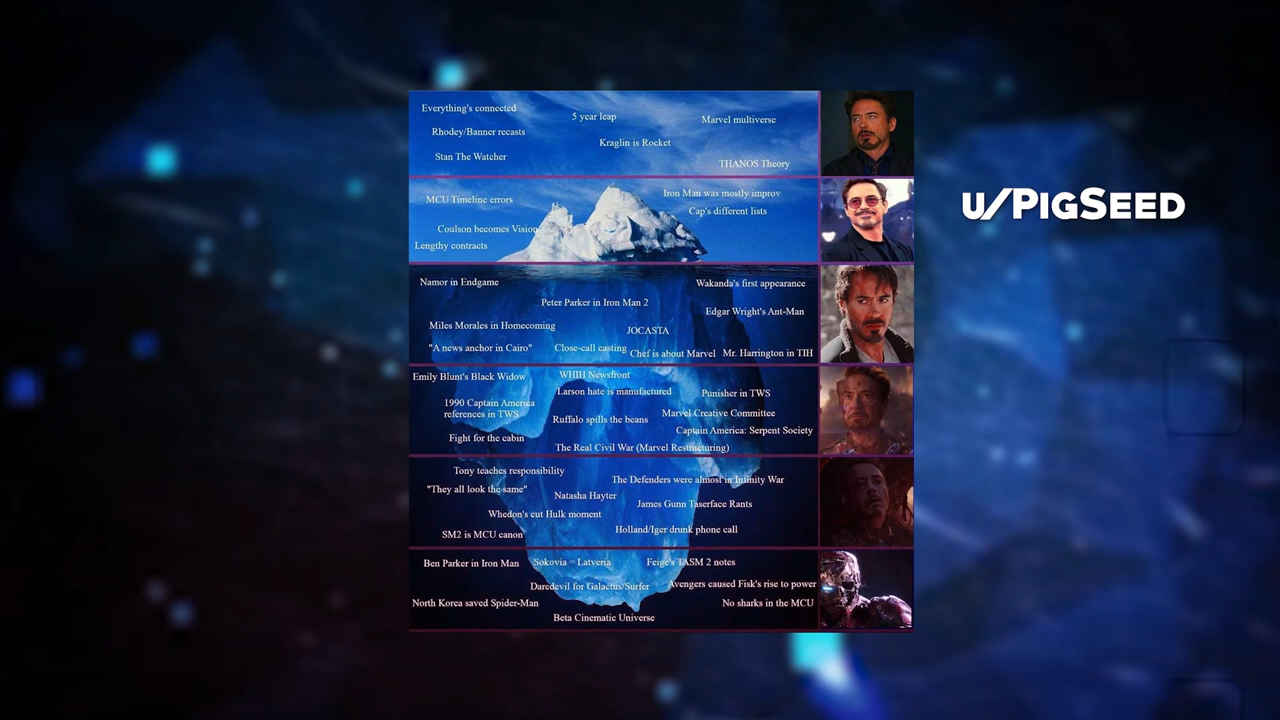 Everything's connected
5 year leap
Marvel multiverse
Rhodey/Banner recasts
Kraglin is Rocket
Stan The Watcher
THANOS Theory
MCU Timeline errors
Iron Man was mostly improv
Cap's different lists
Coulson becomes Vision
Lengthy contracts
Namor in Endgame
Wakanda's first appearance
Peter Parker in Iron Man 2
Edgar Wright's Ant-Man
Miles Morales in Homecoming
JOCASTA
"A news anchor in Cairo"
Close-call casting
Chef is about Marvel
Mr. Harrington in TIH
Emily Blunt's Black Widow
WHIH Newsfront
Larson hate is manufactured
Punisher in TWS
1990 Captain America
references in TWS
Marvel Creative Committee
Ruffalo spills the beans
Captain America: Serpent Society
Fight for the cabin
The Real Civil War (Marvel Restructuring)
Tony teaches responsibility
The Defenders were almost in Infinity War
"They all look the same"
Natasha Hayter
James Gunn Taserface Rants
Whedon's cut Hulk moment
Holland/Iger drunk phone call
SM2 is MCU canon
Ben Parker in Iron Man
Sokovia = Latveria
Feige's TASM 2 notes
Daredevil for Galactus/Surfer
Avengers caused Fisk's rise to power
North Korea saved Spider-Man
No sharks in the MCU
Beta Cinematic Universe
u/PigSeed